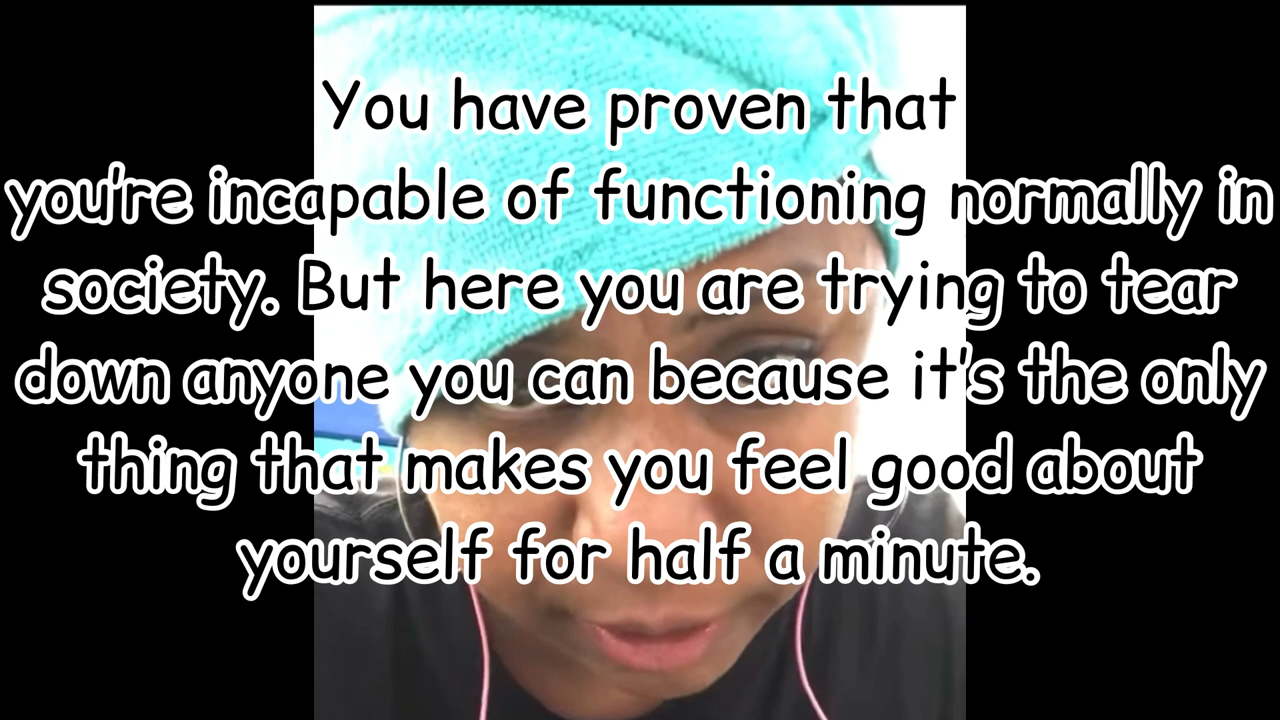 You have proven that
you're incapable of functioning normally in
society. But here you are trying to tear
down anyone you can because it's the only
thing that makes you feel good about
yourself for half a minute.